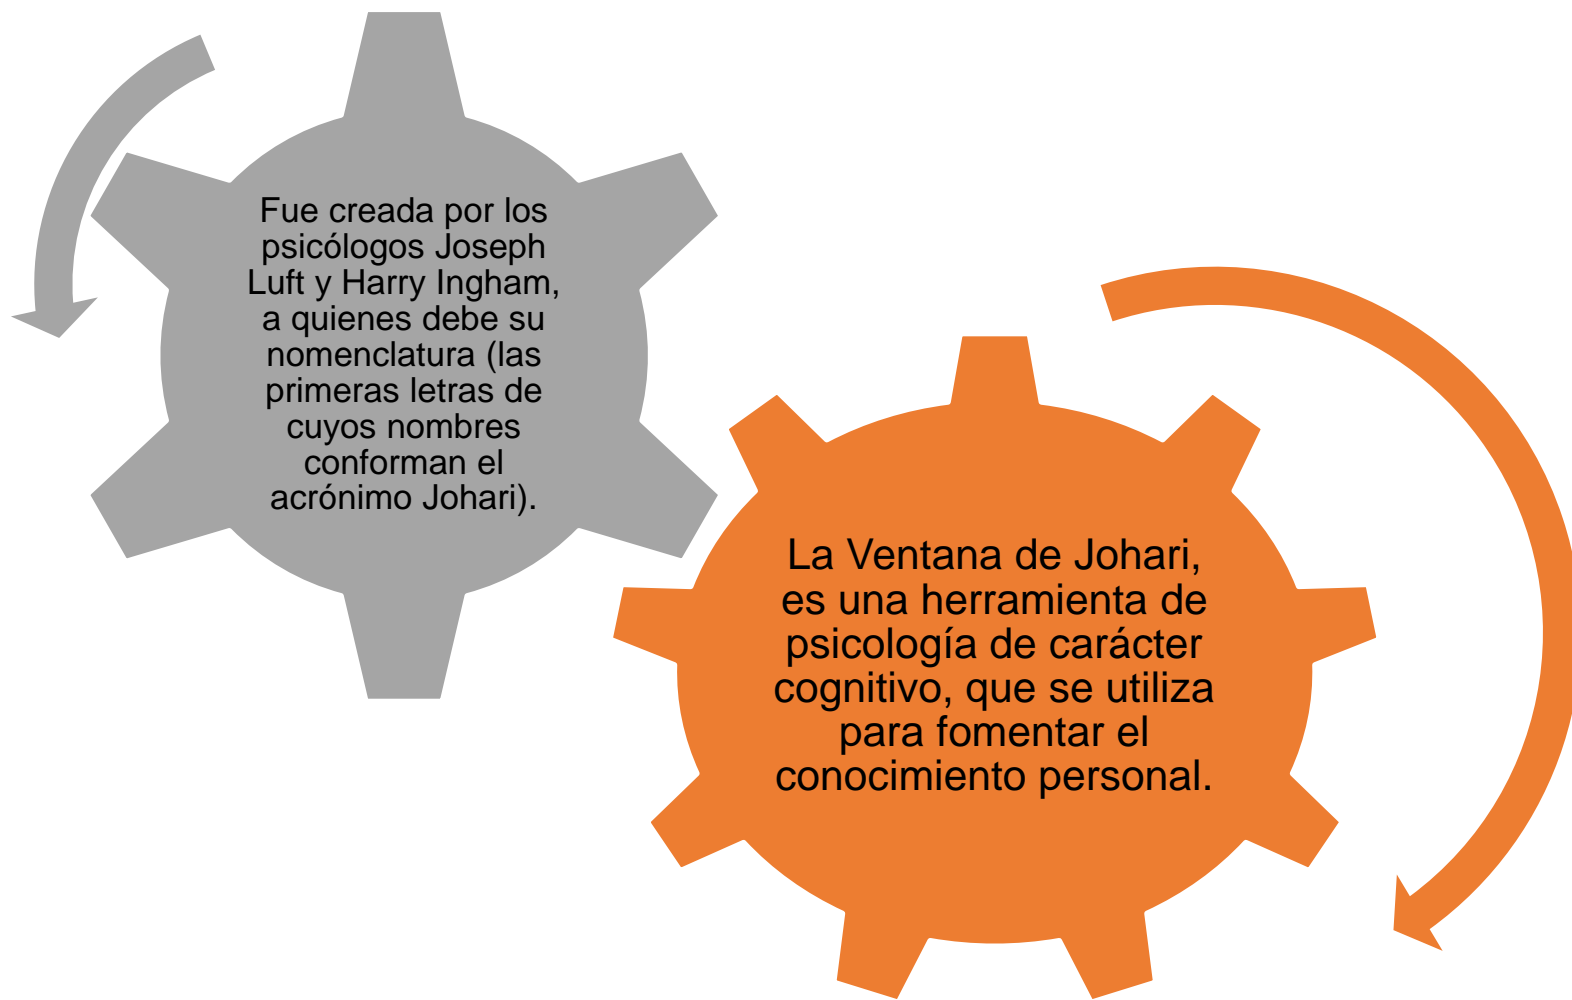 Fue creada por los
psicólogos Joseph
Luft y Harry Ingham,
a quienes debe su
nomenclatura (las
primeras letras de
cuyos nombres
conforman el
acrónimo Johari).
La Ventana de Johari,
es una herramienta de
psicología de carácter
cognitivo, que se utiliza
para fomentar el
conocimiento personal.